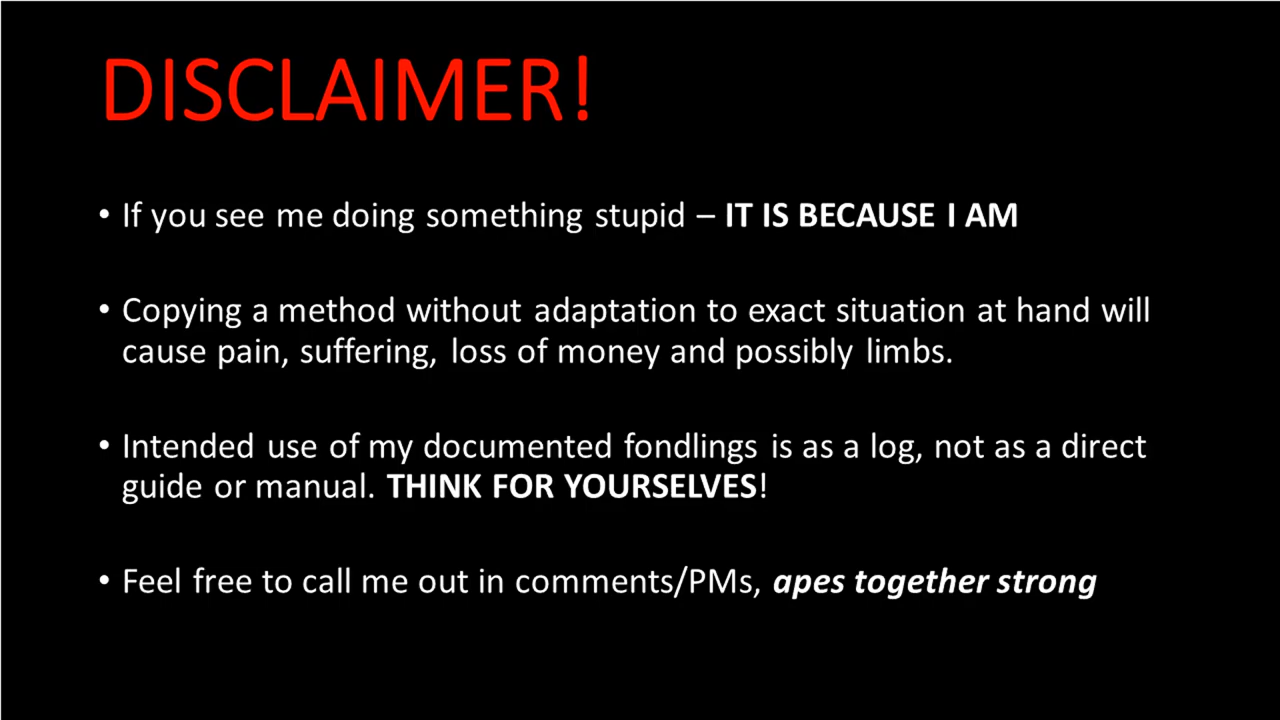 DISCLAIMER!
• If you see me doing something stupid – IT IS BECAUSE I AM
• Copying a method without adaptation to exact situation at hand will
cause pain, suffering, loss of money and possibly limbs.
• Intended use of my documented fondlings is as a log, not as a direct
guide or manual. THINK FOR YOURSELVES!
• Feel free to call me out in comments/PMs, apes together strong